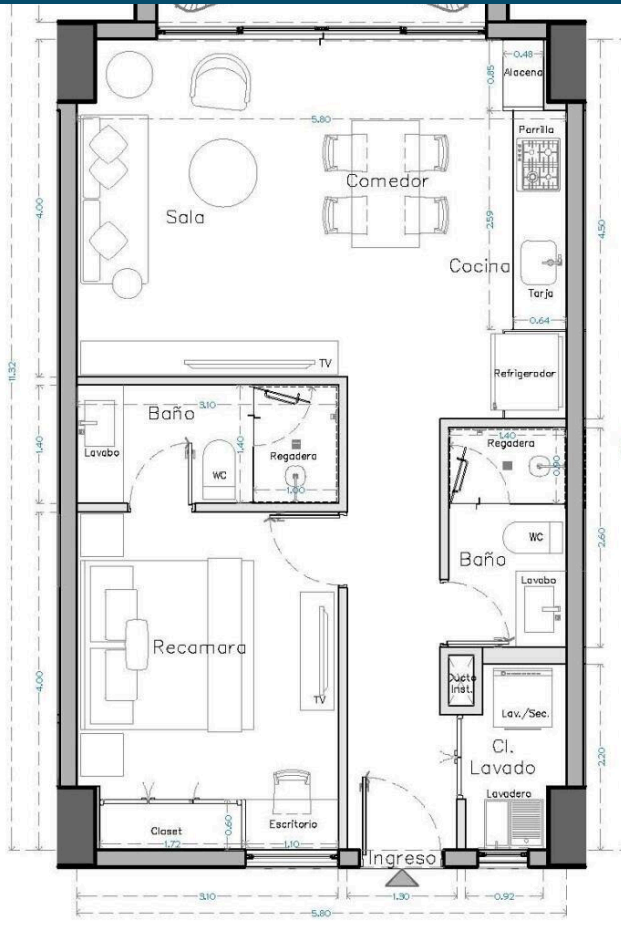 0.48
Alacena
0.85
5.80
Parrilla
Comedor
4.00
Sala
2.59
4.50
Cocina
Tarja
0.64
TV
11.32
Refrigerador
3.10
Baño
1.40
Lavabo
1.40
Regadera
WC
1.00
1.40
Regadera
0.90
WC
2.60
Baño
Lavabo
Recamara
4.00
Ducto
Inst.
TV
Lav./Sec.
Cl.
Lavado
2.20
Lavadero
Closet
0.60
1.72
Escritorio
1.10
Ingreso
3.10
1.30
0.92
5.80